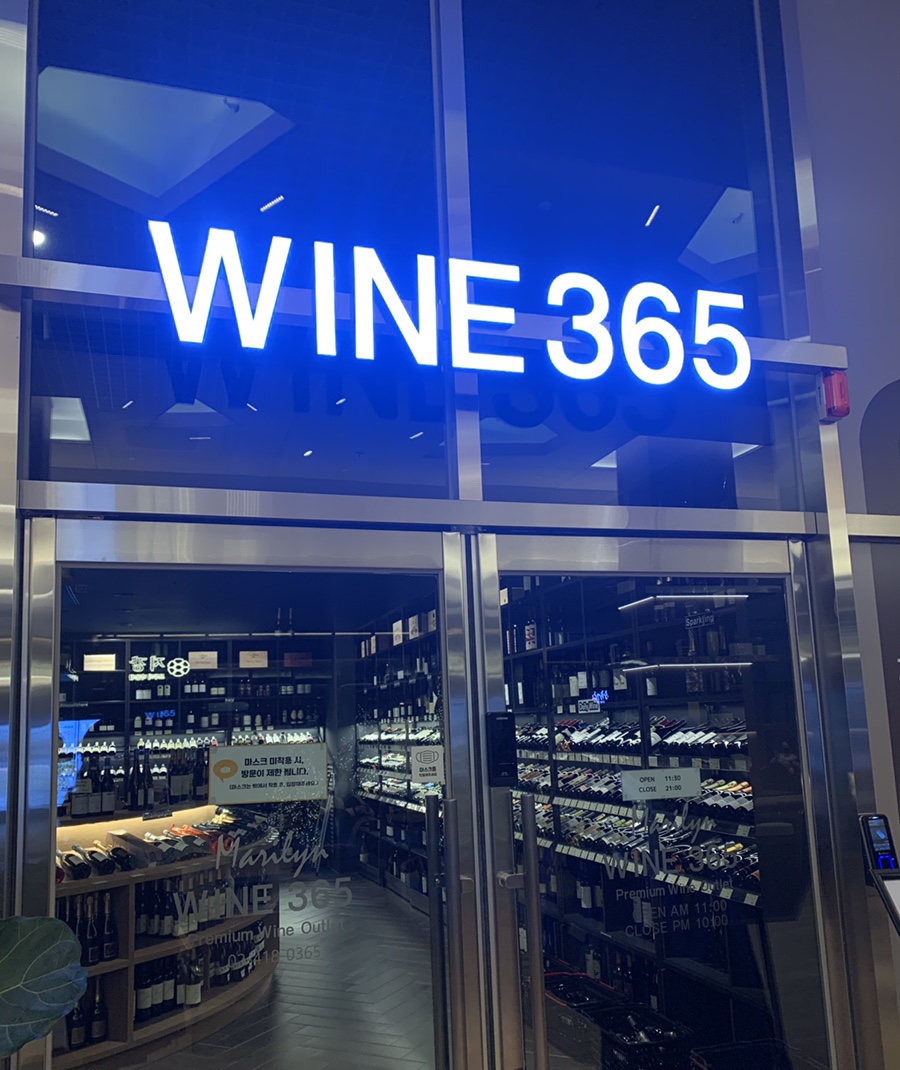 WINE 365
Sparkling
마스크 미착용 시,
방문이 제한 됩니다.
OPEN 11:30
CLOSE 21:00
Marilyn
WINE 365
Premium Wine Outlet
Marilyn
WINE 365
Premium Wine Outlet
OPEN AM 11:00
CLOSE PM 10:00